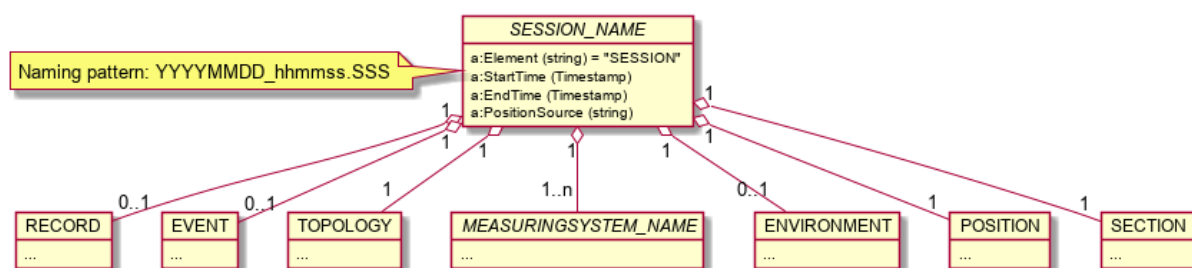 SESSION_NAME
a:Element (string) = "SESSION"
a:StartTime (Timestamp)
a:EndTime (Timestamp)
a:PositionSource (string)
Naming pattern: YYYYMMDD_hhmmss.SSS
1
1
1
1
1
1
1
0..1
0..1
1
1..n
0..1
1
1
RECORD
...
EVENT
...
TOPOLOGY
...
MEASURINGSYSTEM_NAME
...
ENVIRONMENT
...
POSITION
...
SECTION
...